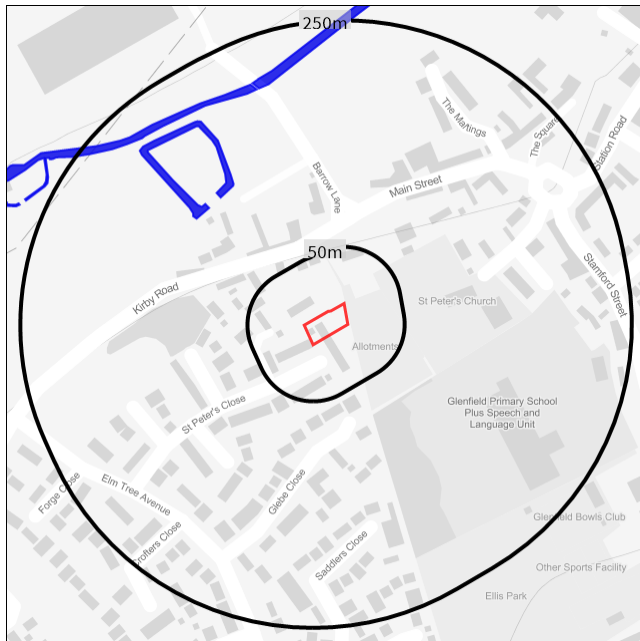 250m
The Maltings
The Square
Station Road
Barrow Lane
Main Street
50m
Stamford Street
Kirby Road
St Peter's Church
Allotments
St Peter's Close
Glenfield Primary School
Plus Speech and
Language Unit
Forge Close
Elm Tree Avenue
Glebe Close
Crofters Close
Saddlers Close
Glenfield Bowls Club
Other Sports Facility
Ellis Park